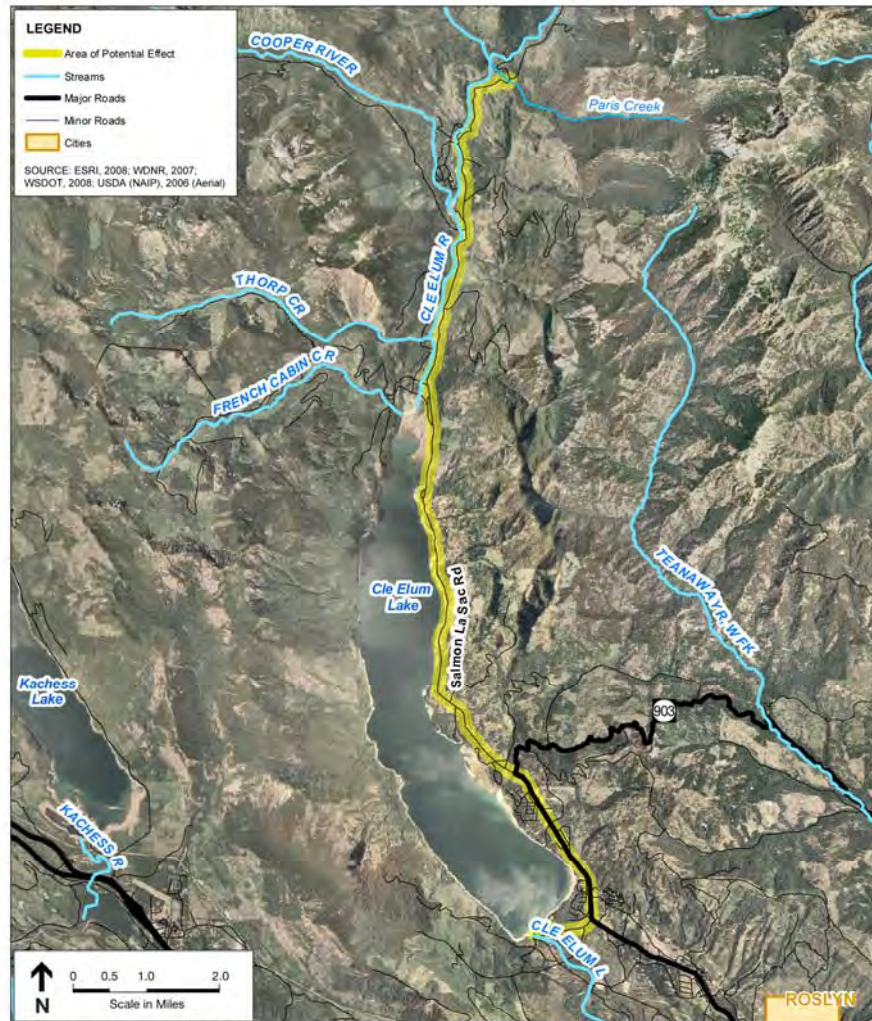 LEGEND
Area of Potential Effect
Streams
Major Roads
Minor Roads
Cities
SOURCE: ESRI, 2008; WDNR, 2007;
WSDOT, 2008; USDA (NAIP), 2006 (Aerial)
COOPER RIVER
Paris Creek
CLE ELUM R
THORP CR
FRENCH CABIN CR
Cle Elum
Lake
Salmon La Sac Rd
TEANAWAY R, W FK
Kachess
Lake
903
KACHESS R
CLE ELUM L
ROSLYN
N
0 0.5 1.0 2.0
Scale in Miles